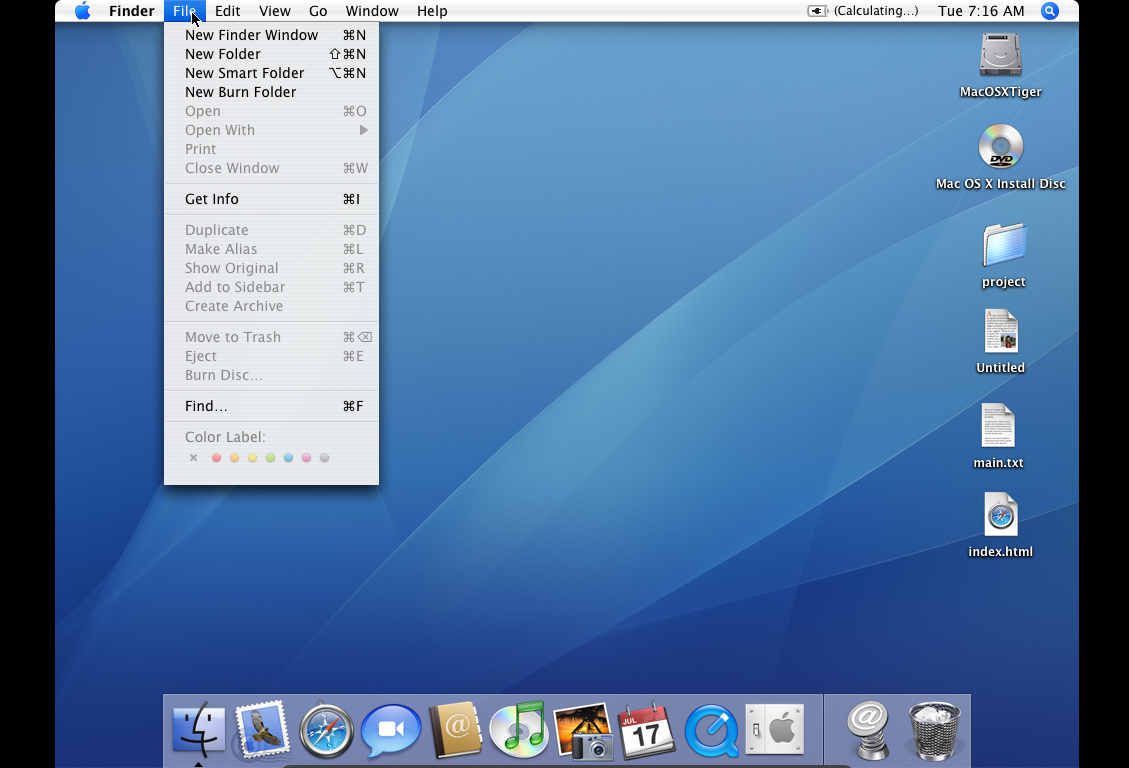 Finder File Edit View Go Window Help (Calculating...) Tue 7:16 AM
New Finder Window ⌘N
New Folder ⇧⌘N
New Smart Folder ⌥⌘N
New Burn Folder
Open ⌘O
Open With ▶
Print
Close Window ⌘W
Get Info ⌘I
Duplicate ⌘D
Make Alias ⌘L
Show Original ⌘R
Add to Sidebar ⌘T
Create Archive
Move to Trash ⌘⌫
Eject ⌘E
Burn Disc...
Find... ⌘F
Color Label:
MacOSXTiger
DVD
Mac OS X Install Disc
project
Untitled
main.txt
index.html
JUL
17
@
@